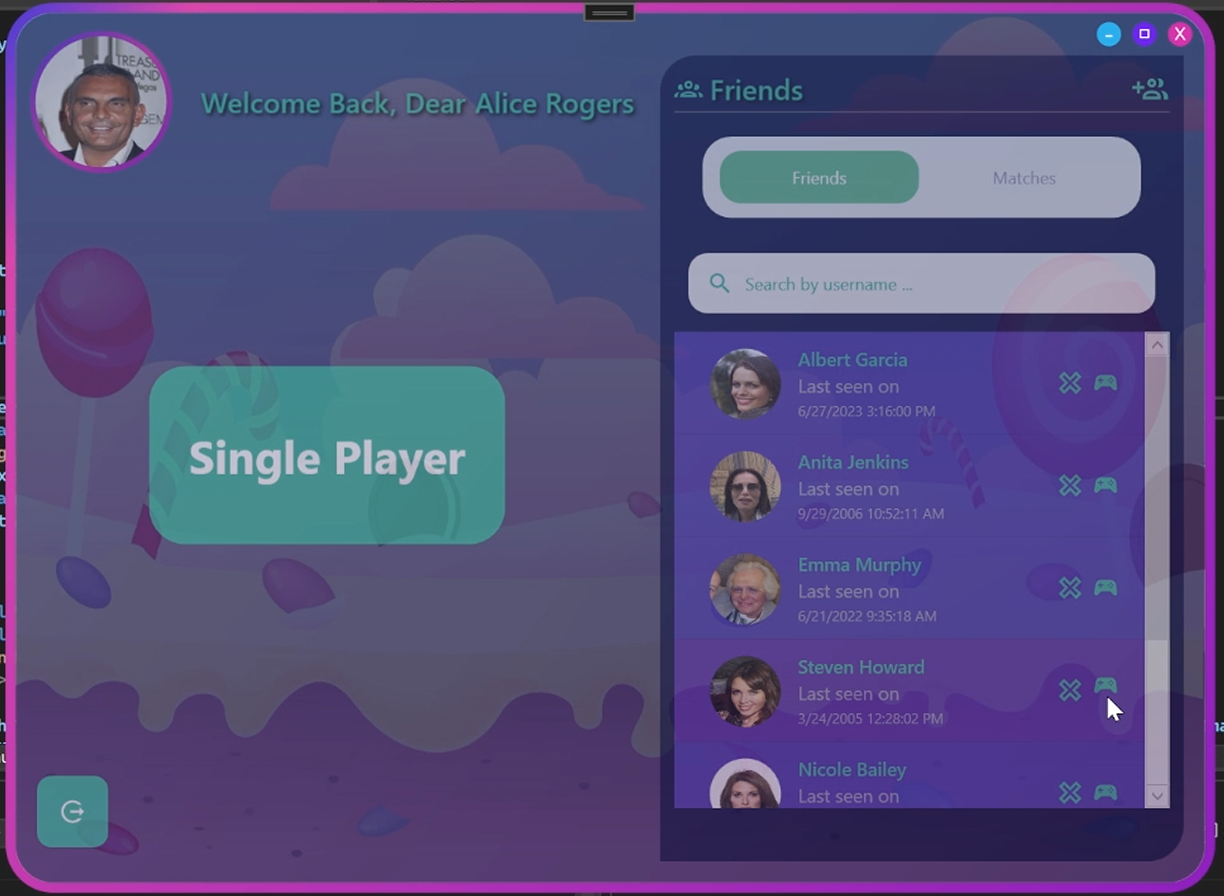 TREAS
LAND
Vegas
Welcome Back, Dear Alice Rogers
X
Friends
Friends
Matches
Search by username ...
Albert Garcia
Last seen on
6/27/2023 3:16:00 PM
Anita Jenkins
Last seen on
9/29/2006 10:52:11 AM
Emma Murphy
Last seen on
6/21/2022 9:35:18 AM
Steven Howard
Last seen on
3/24/2005 12:28:02 PM
Nicole Bailey
Last seen on
Single Player